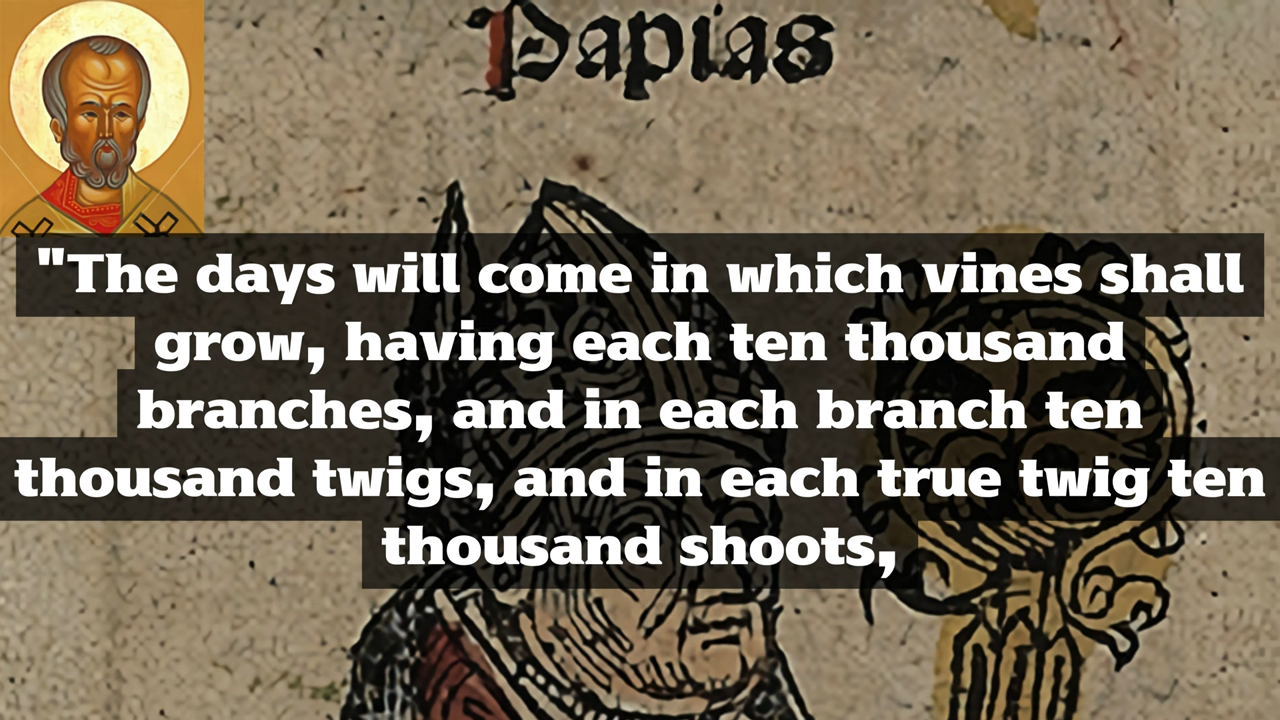 Papias
"The days will come in which vines shall
grow, having each ten thousand
branches, and in each branch ten
thousand twigs, and in each true twig ten
thousand shoots,